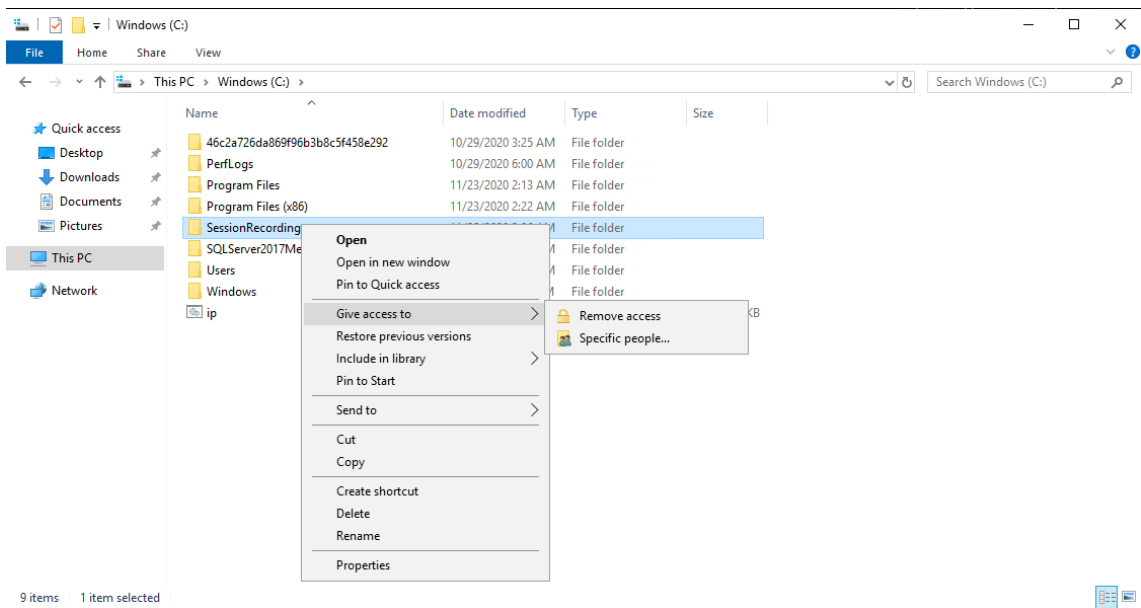 Windows (C:)
File Home Share View
This PC > Windows (C:) >
Search Windows (C:)
Name Date modified Type Size
Quick access
Desktop
Downloads
Documents
Pictures
This PC
Network
46c2a726da869f96b3b8c5f458e292 10/29/2020 3:25 AM File folder
PerfLogs 10/29/2020 6:00 AM File folder
Program Files 11/23/2020 2:13 AM File folder
Program Files (x86) 11/23/2020 2:22 AM File folder
SessionRecording File folder
SQLServer2017Me File folder
Users File folder
Windows File folder
ip KB
Open
Open in new window
Pin to Quick access
Give access to
Restore previous versions
Include in library
Pin to Start
Send to
Cut
Copy
Create shortcut
Delete
Rename
Properties
Remove access
Specific people...
9 items 1 item selected